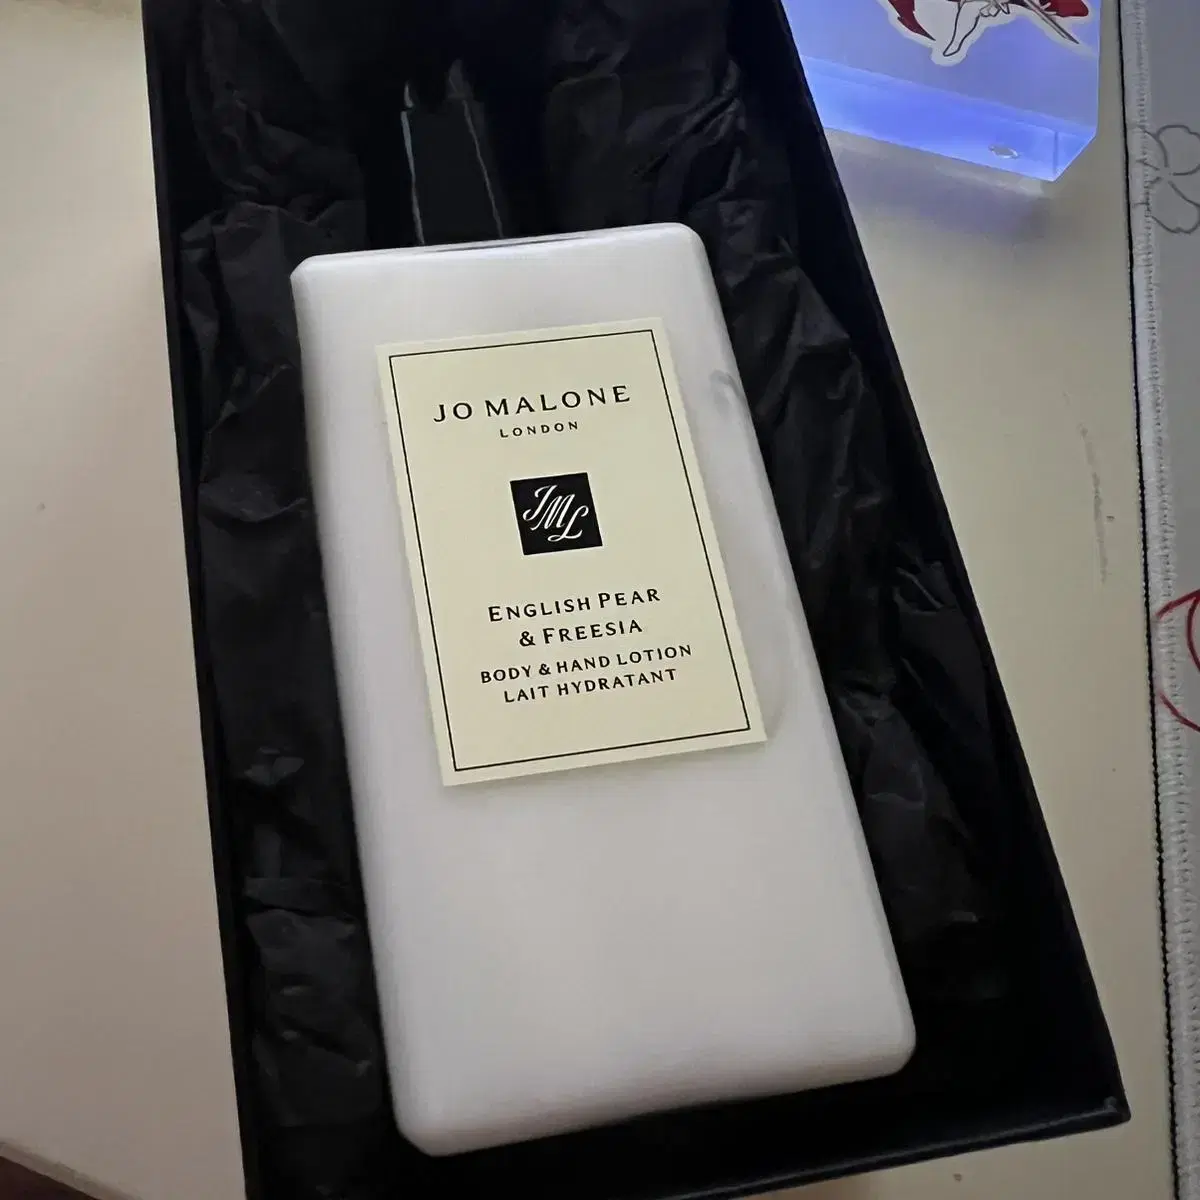 JO MALONE
LONDON
JML
ENGLISH PEAR
& FREESIA
BODY & HAND LOTION
LAIT HYDRATANT